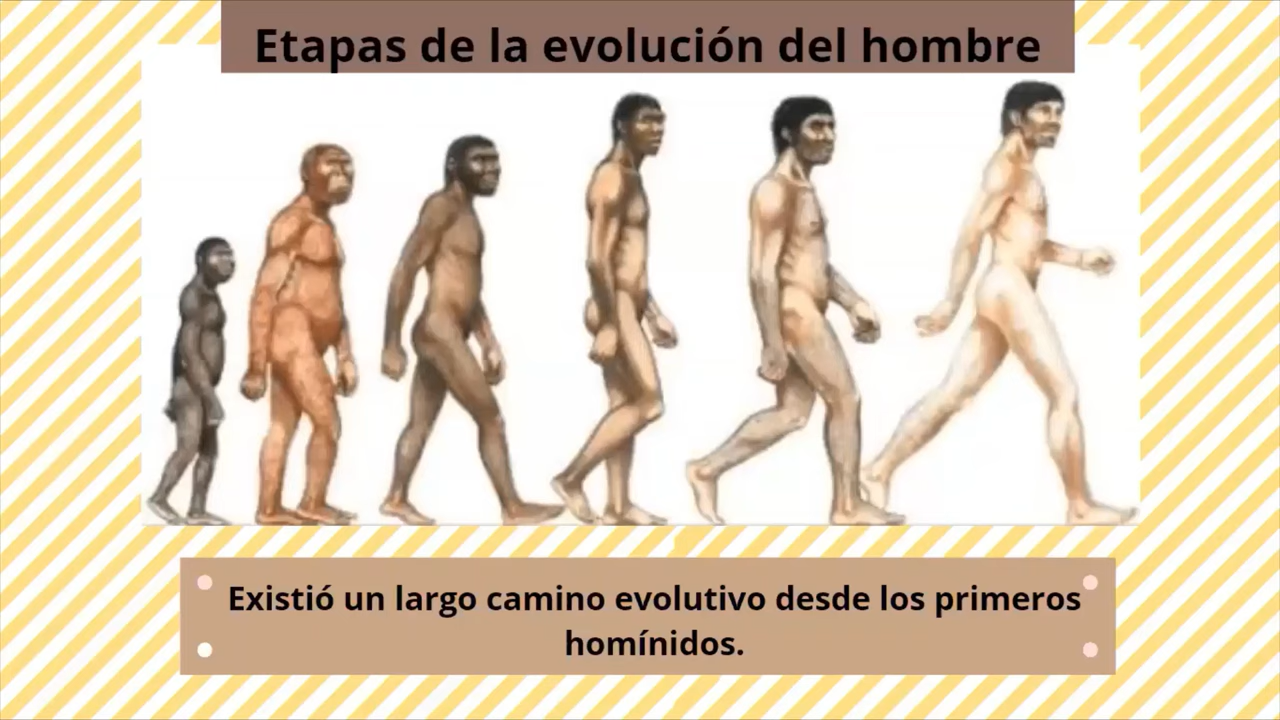 Etapas de la evolución del hombre
Existió un largo camino evolutivo desde los primeros
homínidos.